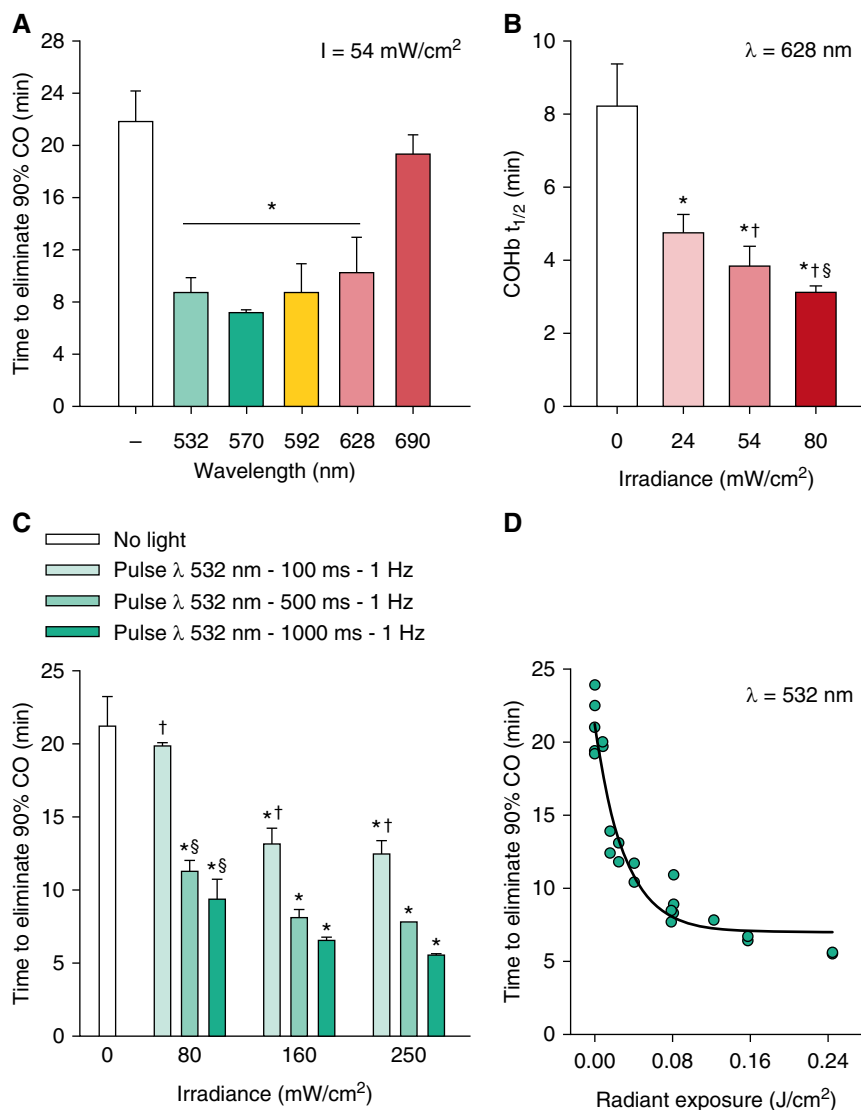 A
I = 54 mW/cm²
Time to eliminate 90% CO (min)
26
22
18
14
12
8
4
0
*
– 532 570 592 628 690
Wavelength (nm)
B
λ = 628 nm
COHb t1/2 (min)
10
8
6
4
2
0
*
*†
*†§
0 24 54 80
Irradiance (mW/cm²)
C
No light
Pulse λ 532 nm - 100 ms - 1 Hz
Pulse λ 532 nm - 500 ms - 1 Hz
Pulse λ 532 nm - 1000 ms - 1 Hz
Time to eliminate 90% CO (min)
25
20
15
10
5
0
†
*§
*§
*†
*
*
*†
*
*
0 80 160 250
Irradiance (mW/cm²)
D
λ = 532 nm
Time to eliminate 90% CO (min)
25
20
15
10
5
0
0.00 0.08 0.16 0.24
Radiant exposure (J/cm²)